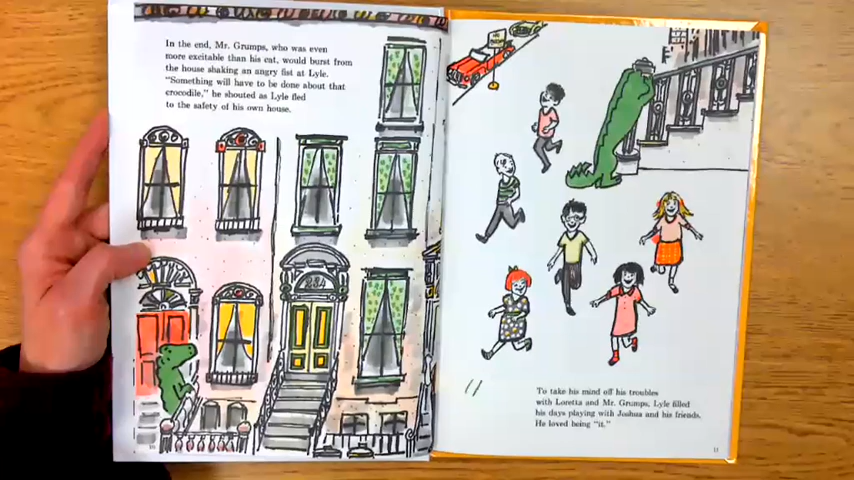 In the end, Mr. Grumps, who was even
more excitable than his cat, would burst from
the house shaking an angry fist at Lyle.
"Something will have to be done about that
crocodile," he shouted as Lyle fled
to the safety of his own house.
To take his mind off his troubles
with Loretta and Mr. Grumps, Lyle filled
his days playing with Joshua and his friends.
He loved being "it."
11